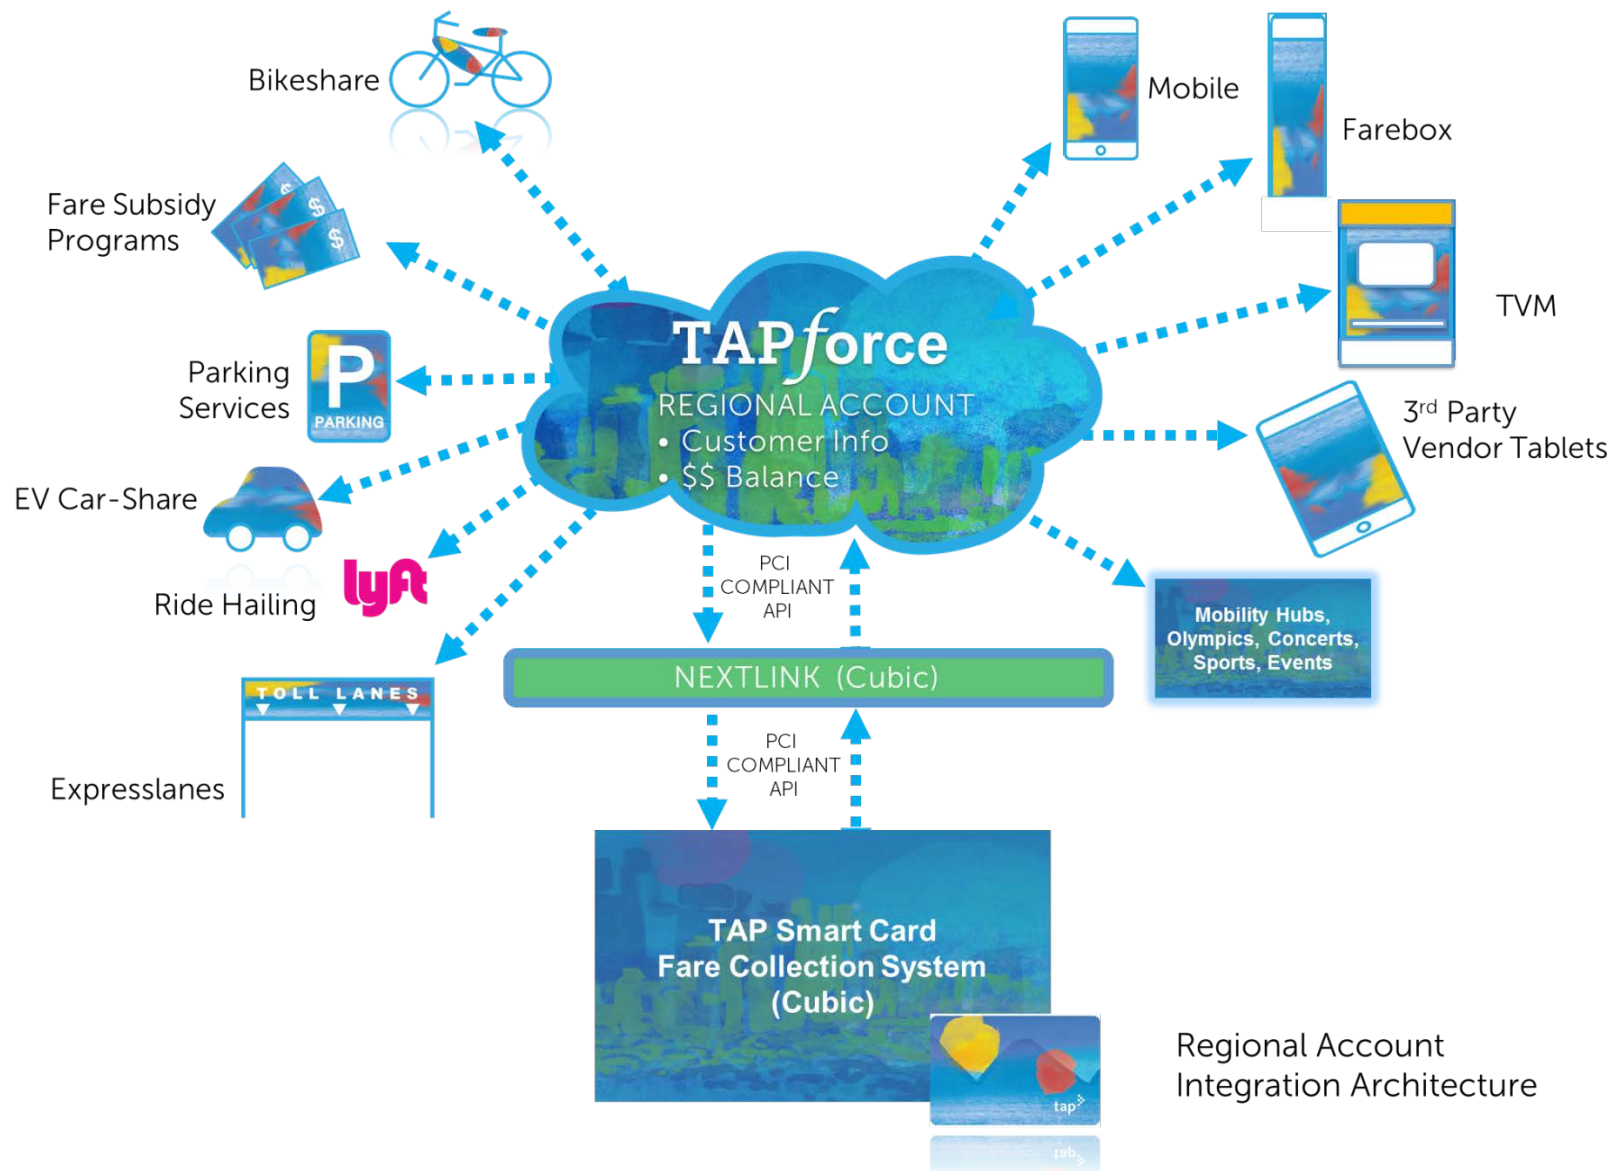 Bikeshare
Mobile
Farebox
Fare Subsidy
Programs
$
$
$
TVM
TAPforce
REGIONAL ACCOUNT
• Customer Info
• $$ Balance
Parking
Services
P
PARKING
3rd Party
Vendor Tablets
EV Car-Share
Ride Hailing
lyft
PCI
COMPLIANT
API
Mobility Hubs,
Olympics, Concerts,
Sports, Events
NEXTLINK (Cubic)
TOLL LANES
Expresslanes
PCI
COMPLIANT
API
TAP Smart Card
Fare Collection System
(Cubic)
tap
Regional Account
Integration Architecture